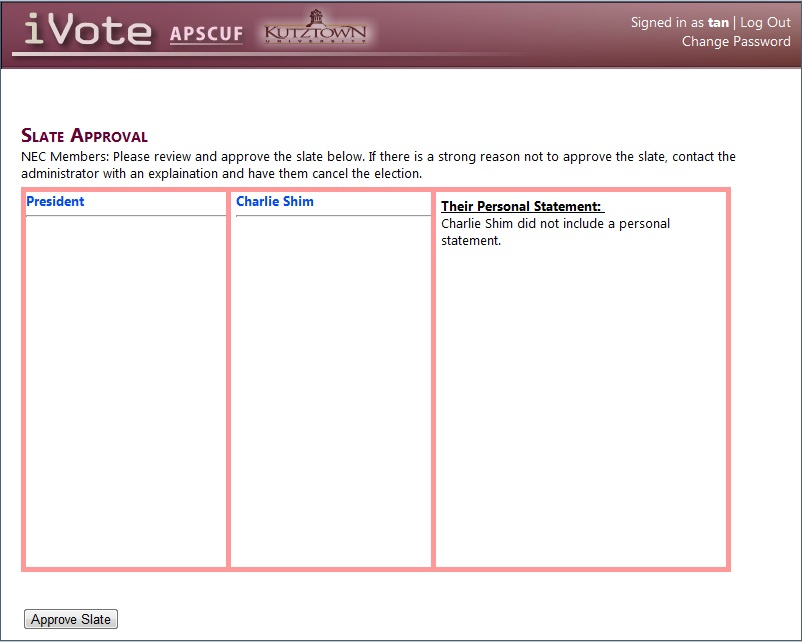 iVote APSCUF KUTZTOWN
UNIVERSITY
Signed in as tan | Log Out
Change Password
SLATE APPROVAL
NEC Members: Please review and approve the slate below. If there is a strong reason not to approve the slate, contact the
administrator with an explaination and have them cancel the election.
President
Charlie Shim
Their Personal Statement:
Charlie Shim did not include a personal
statement.
Approve Slate